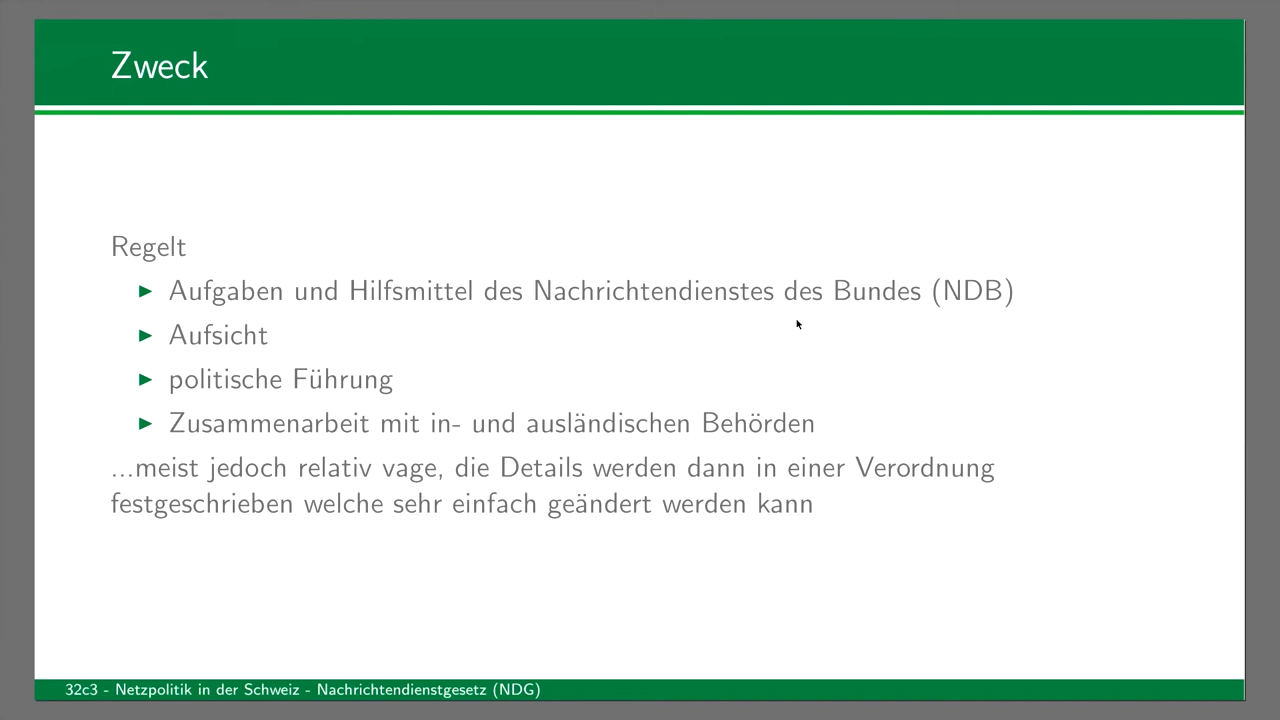 Zweck
Regelt
▶ Aufgaben und Hilfsmittel des Nachrichtendienstes des Bundes (NDB)
▶ Aufsicht
▶ politische Führung
▶ Zusammenarbeit mit in- und ausländischen Behörden
...meist jedoch relativ vage, die Details werden dann in einer Verordnung
festgeschrieben welche sehr einfach geändert werden kann
32c3 - Netzpolitik in der Schweiz - Nachrichtendienstgesetz (NDG)